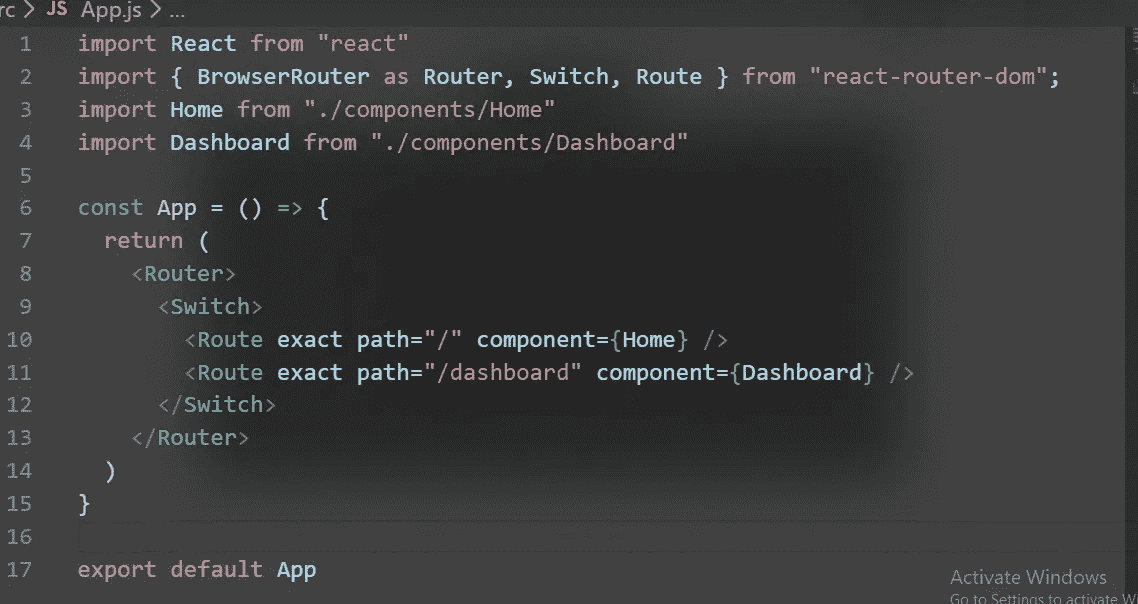 rc > JS App.js > ...
1 import React from "react"
2 import { BrowserRouter as Router, Switch, Route } from "react-router-dom";
3 import Home from "./components/Home"
4 import Dashboard from "./components/Dashboard"
5
6 const App = () => {
7   return (
8     <Router>
9       <Switch>
10         <Route exact path="/" component={Home} />
11         <Route exact path="/dashboard" component={Dashboard} />
12       </Switch>
13     </Router>
14   )
15 }
16
17 export default App
Activate Windows
Go to Settings to activate W